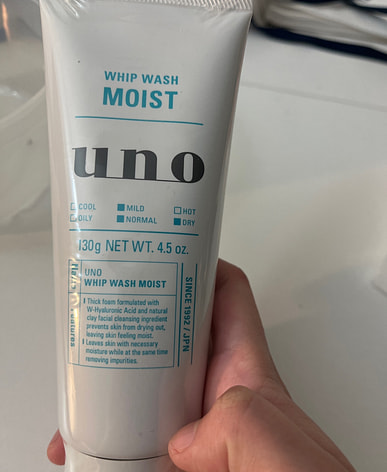 WHIP WASH
MOIST
uno
COOL MILD HOT
OILY NORMAL DRY
130g NET WT. 4.5 oz.
UNO
WHIP WASH MOIST
Thick foam formulated with
W-Hyaluronic Acid and natural
clay facial cleansing ingredient
prevents skin from drying out,
leaving skin feeling moist.
Leaves skin with necessary
moisture while at the same time
removing impurities.
SINCE 1992 / JPN